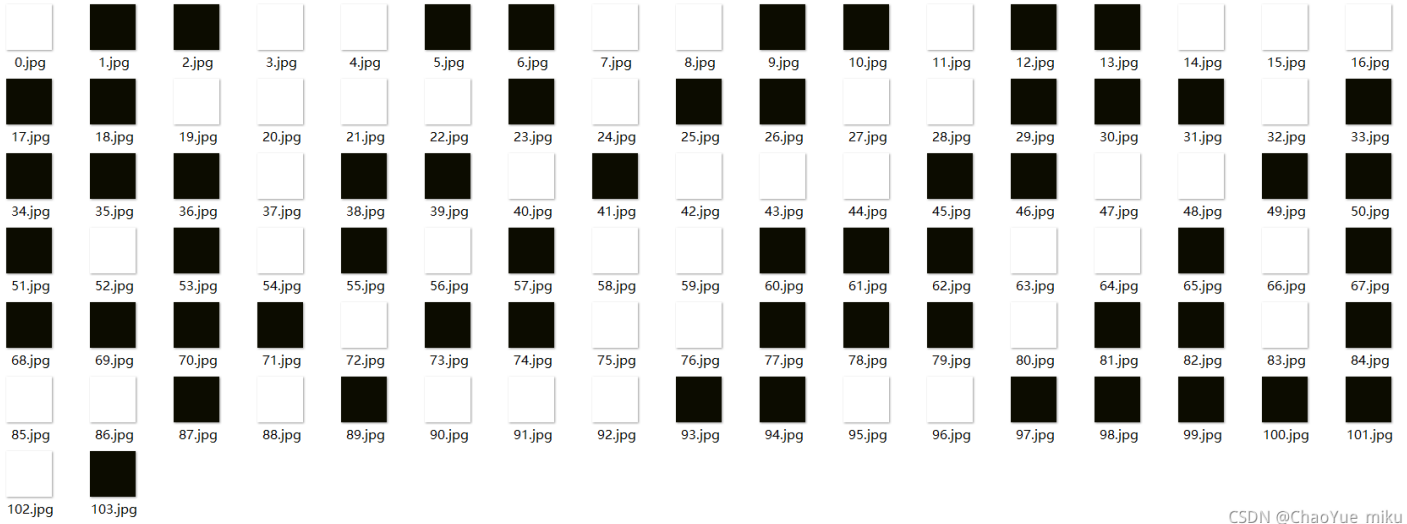 0.jpg 1.jpg 2.jpg 3.jpg 4.jpg 5.jpg 6.jpg 7.jpg 8.jpg 9.jpg 10.jpg 11.jpg 12.jpg 13.jpg 14.jpg 15.jpg 16.jpg
17.jpg 18.jpg 19.jpg 20.jpg 21.jpg 22.jpg 23.jpg 24.jpg 25.jpg 26.jpg 27.jpg 28.jpg 29.jpg 30.jpg 31.jpg 32.jpg 33.jpg
34.jpg 35.jpg 36.jpg 37.jpg 38.jpg 39.jpg 40.jpg 41.jpg 42.jpg 43.jpg 44.jpg 45.jpg 46.jpg 47.jpg 48.jpg 49.jpg 50.jpg
51.jpg 52.jpg 53.jpg 54.jpg 55.jpg 56.jpg 57.jpg 58.jpg 59.jpg 60.jpg 61.jpg 62.jpg 63.jpg 64.jpg 65.jpg 66.jpg 67.jpg
68.jpg 69.jpg 70.jpg 71.jpg 72.jpg 73.jpg 74.jpg 75.jpg 76.jpg 77.jpg 78.jpg 79.jpg 80.jpg 81.jpg 82.jpg 83.jpg 84.jpg
85.jpg 86.jpg 87.jpg 88.jpg 89.jpg 90.jpg 91.jpg 92.jpg 93.jpg 94.jpg 95.jpg 96.jpg 97.jpg 98.jpg 99.jpg 100.jpg 101.jpg
102.jpg 103.jpg
CSDN @ChaoYue_miku